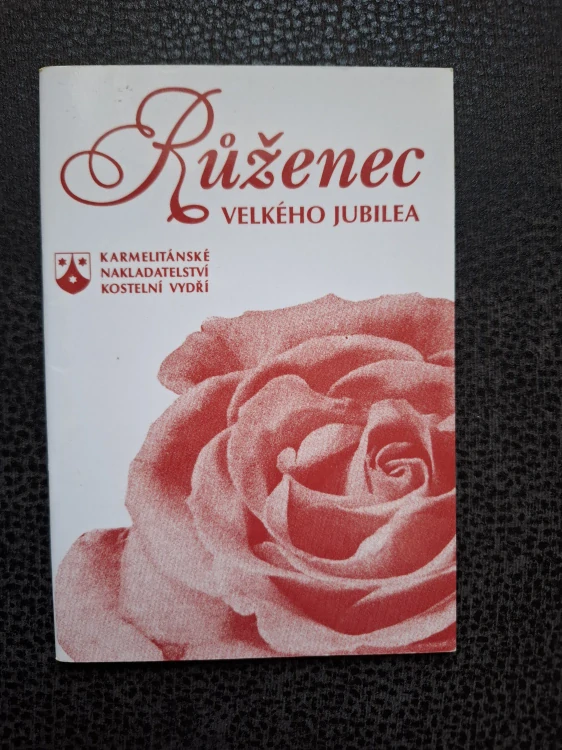 Růženec
VELKÉHO JUBILEA
KARMELITÁNSKÉ
NAKLADATELSTVÍ
KOSTELNÍ VYDŘÍ